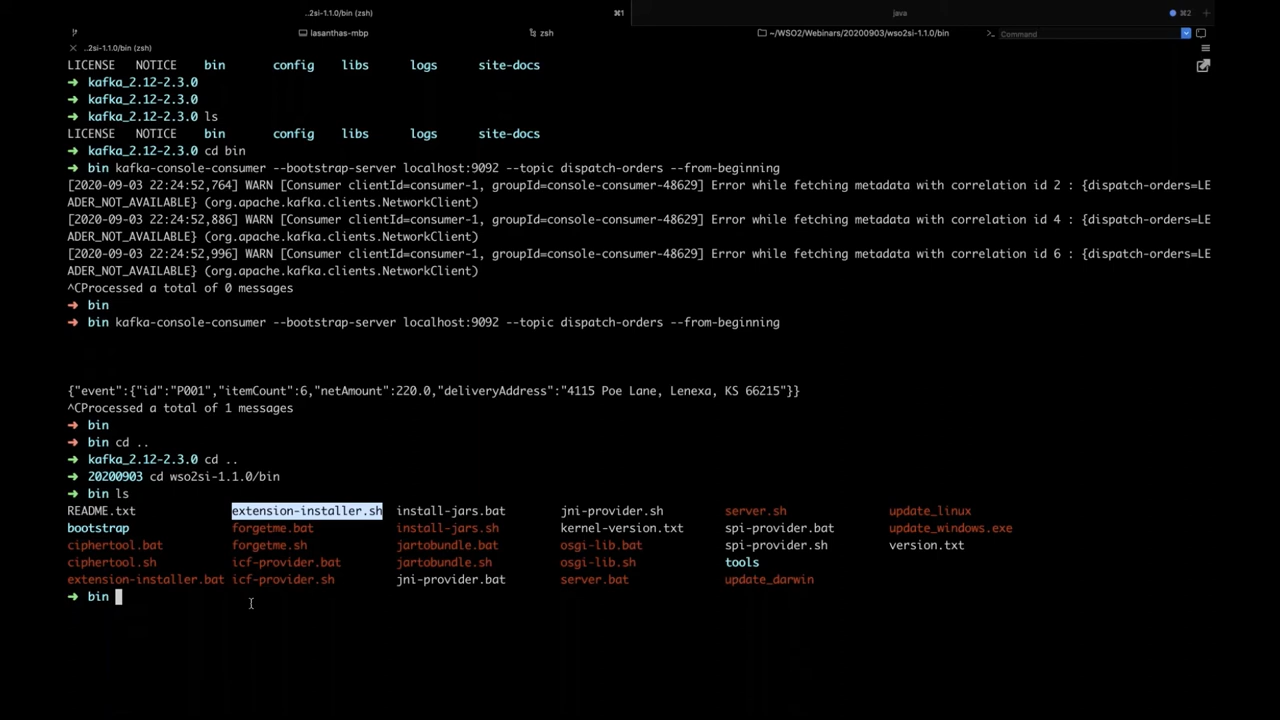 ..2si-1.1.0/bin (zsh) ⌘1 java ⌘2
lasanthas-mbp zsh ~/WSO2/Webinars/20200903/wso2si-1.1.0/bin Command
..2si-1.1.0/bin (zsh)
LICENSE NOTICE bin config libs logs site-docs
➜ kafka_2.12-2.3.0
➜ kafka_2.12-2.3.0
➜ kafka_2.12-2.3.0 ls
LICENSE NOTICE bin config libs logs site-docs
➜ kafka_2.12-2.3.0 cd bin
➜ bin kafka-console-consumer --bootstrap-server localhost:9092 --topic dispatch-orders --from-beginning
[2020-09-03 22:24:52,764] WARN [Consumer clientId=consumer-1, groupId=console-consumer-48629] Error while fetching metadata with correlation id 2 : {dispatch-orders=LE
ADER_NOT_AVAILABLE} (org.apache.kafka.clients.NetworkClient)
[2020-09-03 22:24:52,886] WARN [Consumer clientId=consumer-1, groupId=console-consumer-48629] Error while fetching metadata with correlation id 4 : {dispatch-orders=LE
ADER_NOT_AVAILABLE} (org.apache.kafka.clients.NetworkClient)
[2020-09-03 22:24:52,996] WARN [Consumer clientId=consumer-1, groupId=console-consumer-48629] Error while fetching metadata with correlation id 6 : {dispatch-orders=LE
ADER_NOT_AVAILABLE} (org.apache.kafka.clients.NetworkClient)
^CProcessed a total of 0 messages
➜ bin
➜ bin kafka-console-consumer --bootstrap-server localhost:9092 --topic dispatch-orders --from-beginning
{"event":{"id":"P001","itemCount":6,"netAmount":220.0,"deliveryAddress":"4115 Poe Lane, Lenexa, KS 66215"}}
^CProcessed a total of 1 messages
➜ bin
➜ bin cd ..
➜ kafka_2.12-2.3.0 cd ..
➜ 20200903 cd wso2si-1.1.0/bin
➜ bin ls
README.txt extension-installer.sh install-jars.bat jni-provider.sh server.sh update_linux
bootstrap forgetme.bat install-jars.sh kernel-version.txt spi-provider.bat update_windows.exe
ciphertool.bat forgetme.sh jartobundle.bat osgi-lib.bat spi-provider.sh version.txt
ciphertool.sh icf-provider.bat jartobundle.sh osgi-lib.sh tools
extension-installer.bat icf-provider.sh jni-provider.bat server.bat update_darwin
➜ bin